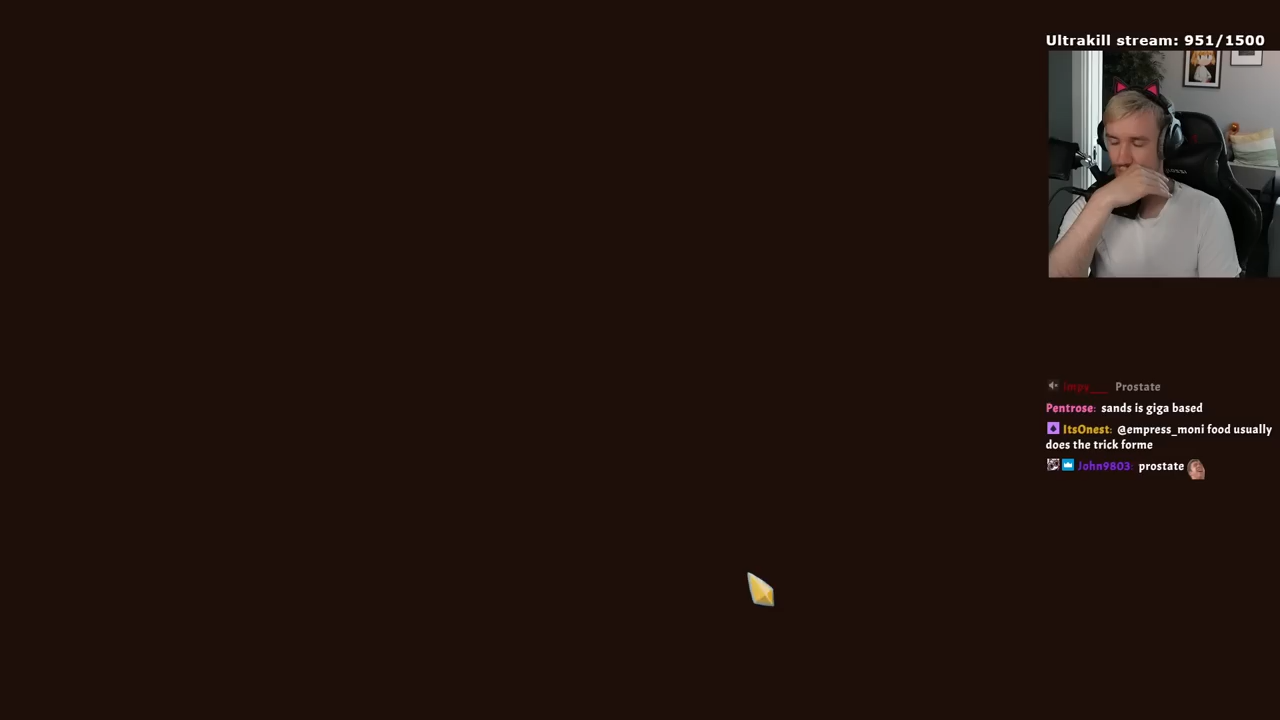 Ultrakill stream: 951/1500
Impy___ Prostate
Pentrose: sands is giga based
ItsOnest: @empress_moni food usually
does the trick forme
John9803: prostate